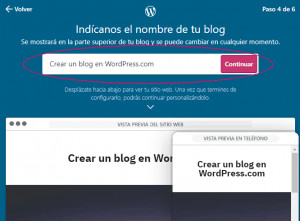 ← Volver
Paso 4 de 6
Indícanos el nombre de tu blog
Se mostrará en la parte superior de tu blog y se puede cambiar en cualquier momento.
Crear un blog en WordPress.com
Continuar
Desplázate hacia abajo para ver tu sitio web. Una vez que termines de
configurarlo, podrás continuar personalizándolo.
VISTA PREVIA DEL SITIO WEB
VISTA PREVIA EN TELÉFONO
Crear un blog en WordPress
Crear un blog en
WordPress.com